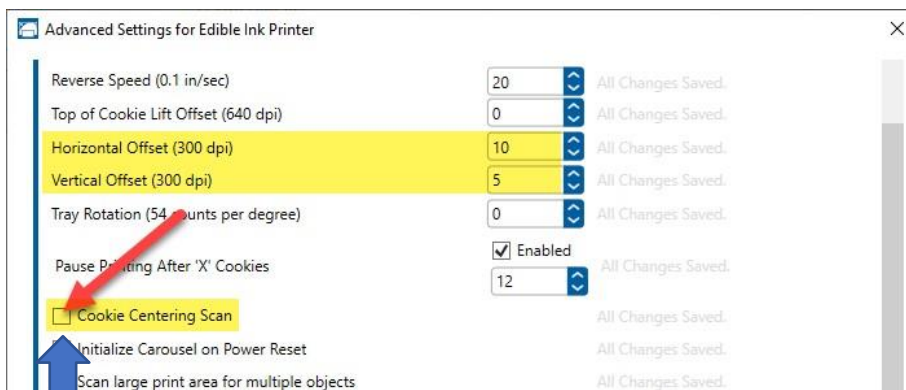 Advanced Settings for Edible Ink Printer
Reverse Speed (0.1 in/sec) 20 All Changes Saved.
Top of Cookie Lift Offset (640 dpi) 0 All Changes Saved.
Horizontal Offset (300 dpi) 10 All Changes Saved.
Vertical Offset (300 dpi) 5 All Changes Saved.
Tray Rotation (54 counts per degree) 0 All Changes Saved.
Enabled
Pause Printing After 'X' Cookies All Changes Saved.
12
Cookie Centering Scan All Changes Saved.
Initialize Carousel on Power Reset All Changes Saved.
Scan large print area for multiple objects All Changes Saved.